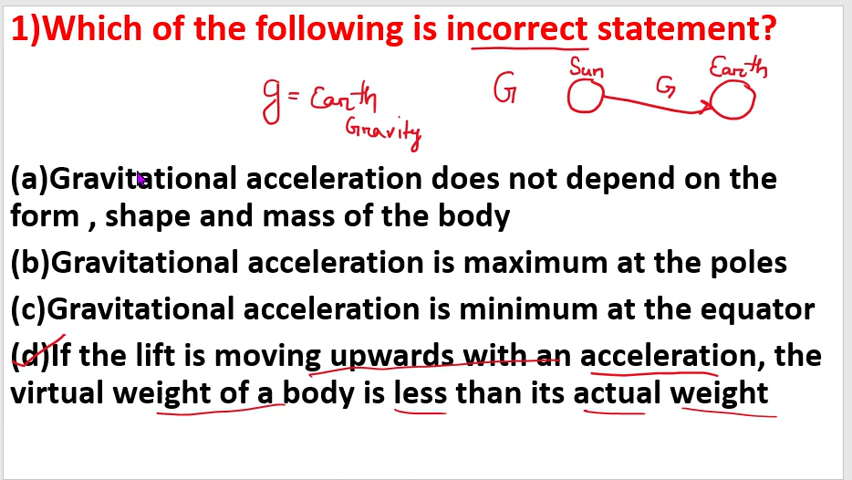 1)Which of the following is incorrect statement?
g = Earth Gravity
G
Sun
G
Earth
(a)Gravitational acceleration does not depend on the
form , shape and mass of the body
(b)Gravitational acceleration is maximum at the poles
(c)Gravitational acceleration is minimum at the equator
(d)If the lift is moving upwards with an acceleration, the
virtual weight of a body is less than its actual weight